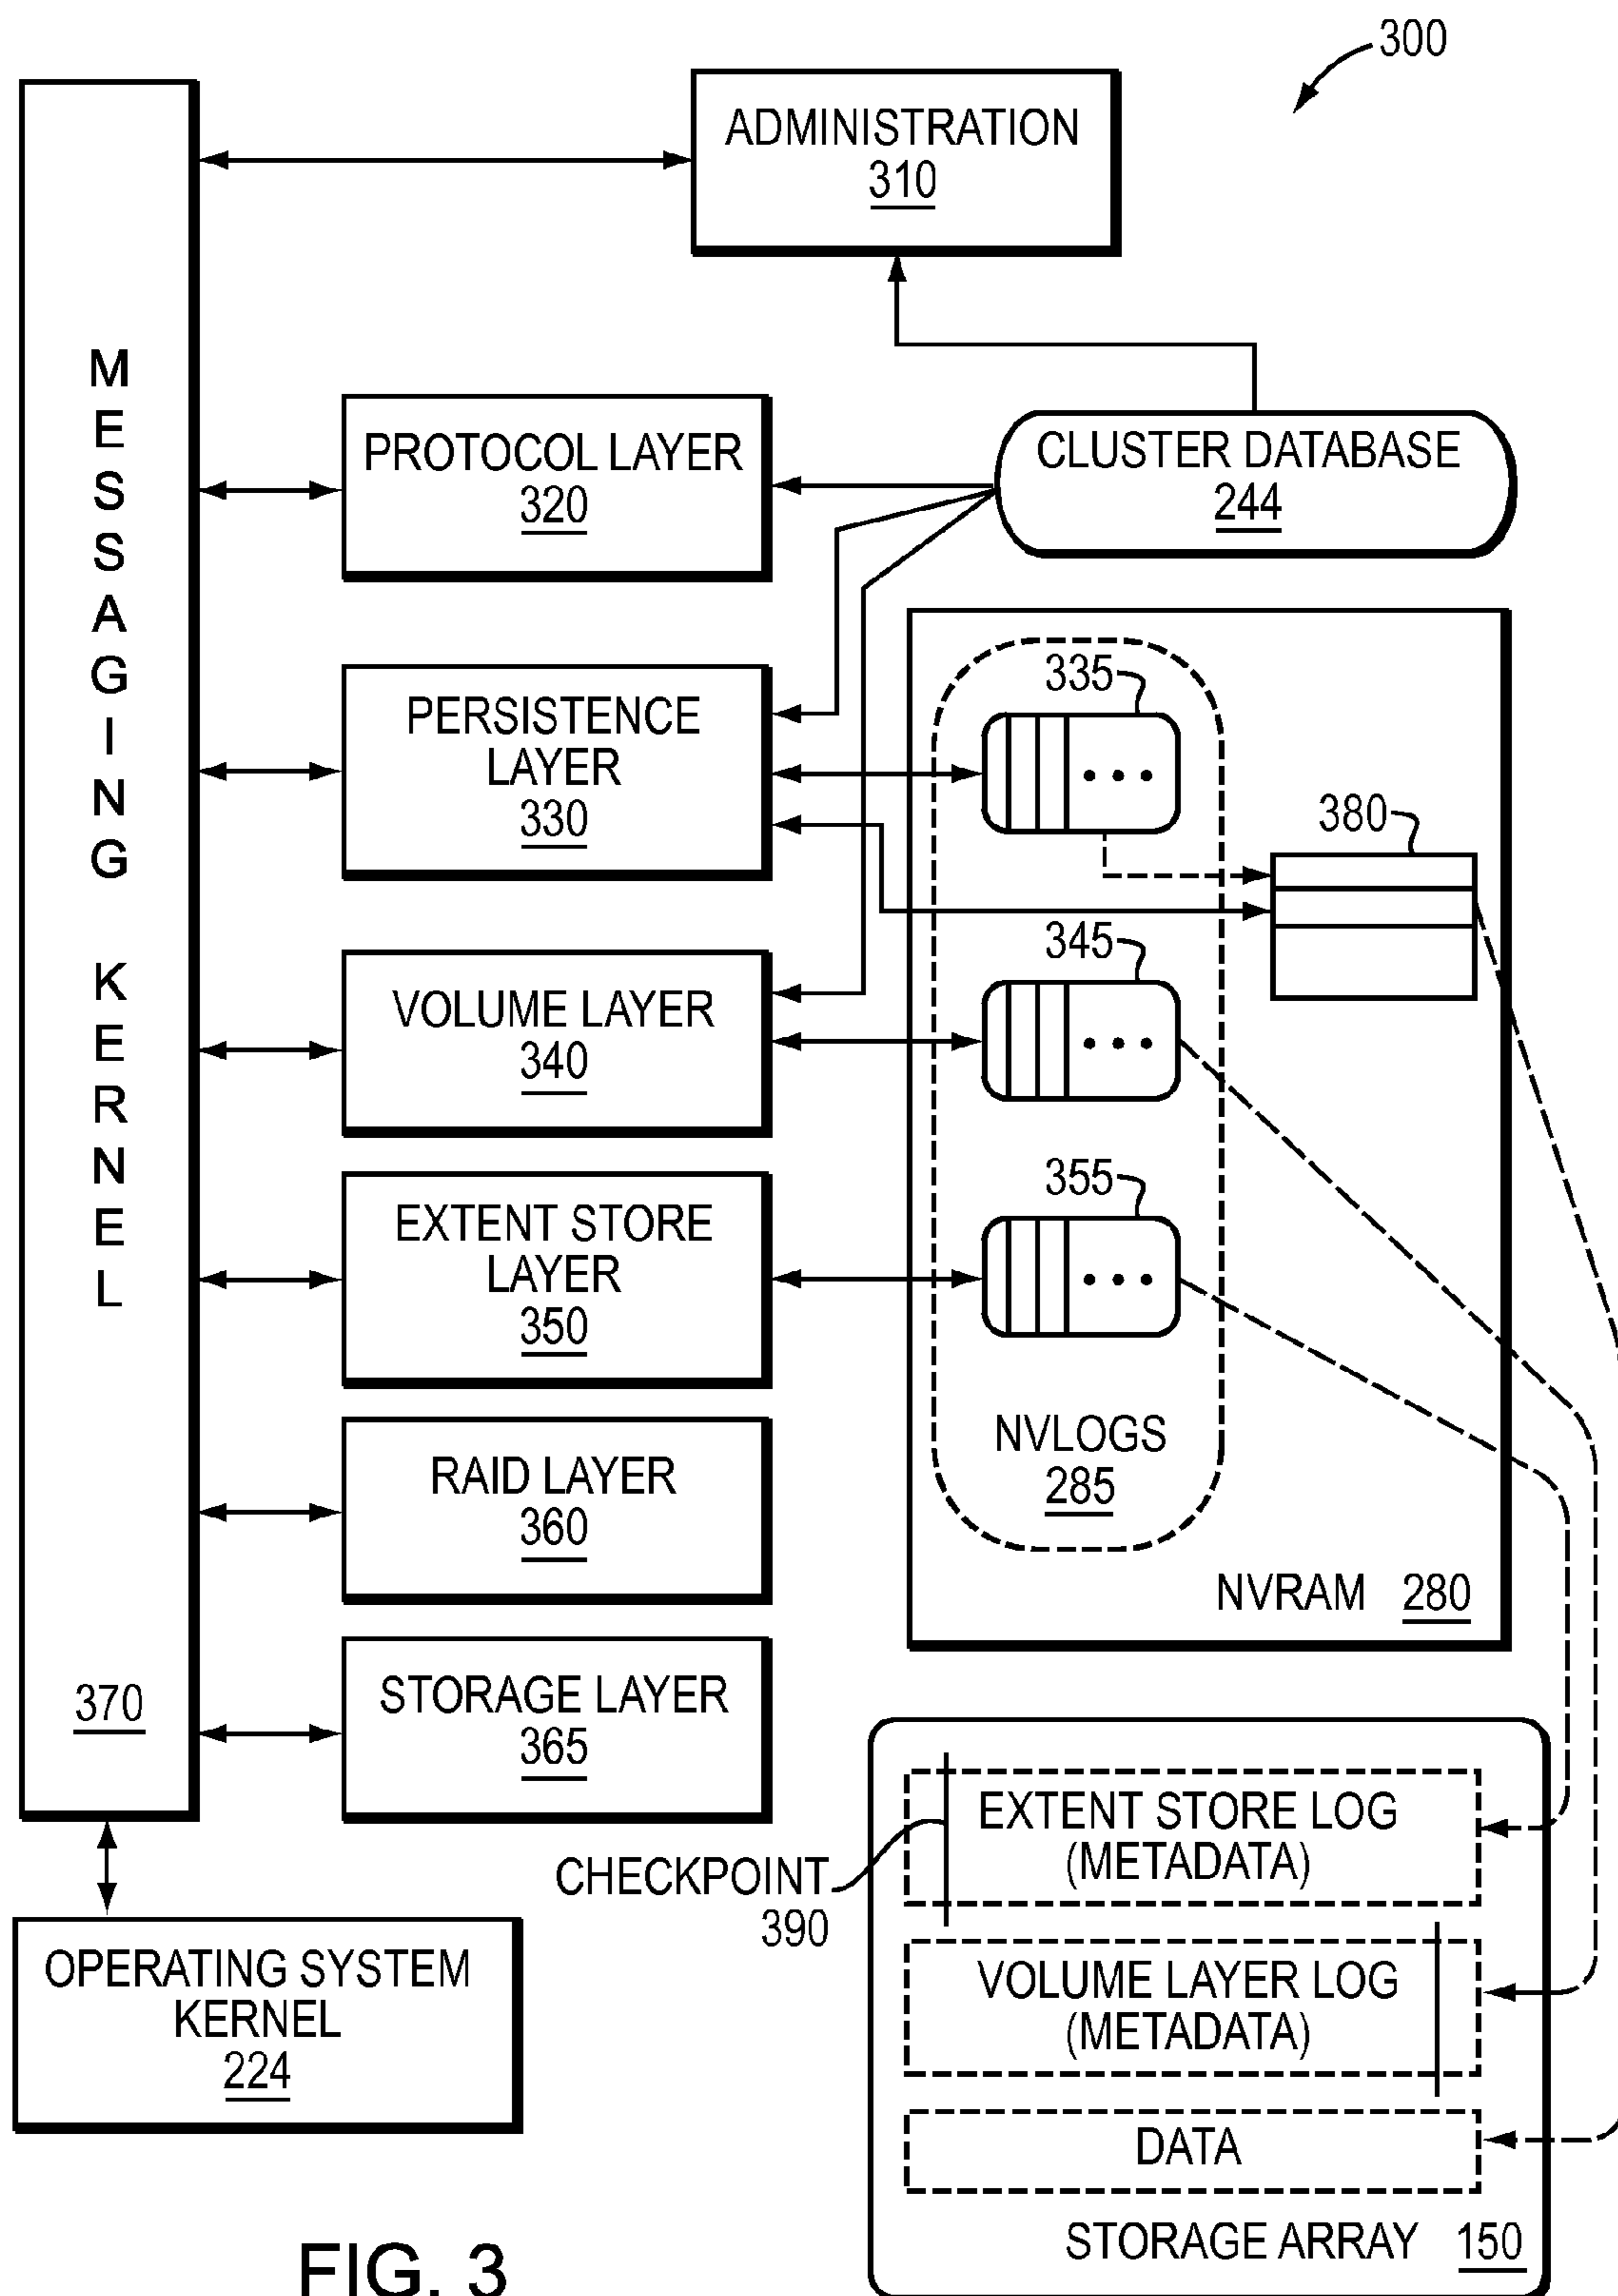 300
ADMINISTRATION
310
MESSAGING KERNEL
370
PROTOCOL LAYER
320
CLUSTER DATABASE
244
PERSISTENCE
LAYER
330
335
380
VOLUME LAYER
340
345
EXTENT STORE
LAYER
350
355
NVLOGS
285
RAID LAYER
360
NVRAM 280
STORAGE LAYER
365
EXTENT STORE LOG
(METADATA)
CHECKPOINT
390
VOLUME LAYER LOG
(METADATA)
DATA
STORAGE ARRAY 150
OPERATING SYSTEM
KERNEL
224
FIG. 3